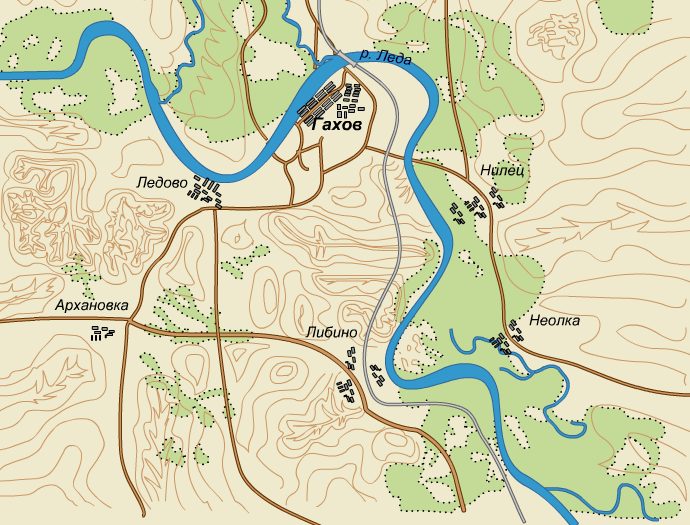 р. Леда
Гахов
Нилец
Ледово
Архановка
Неолка
Либино